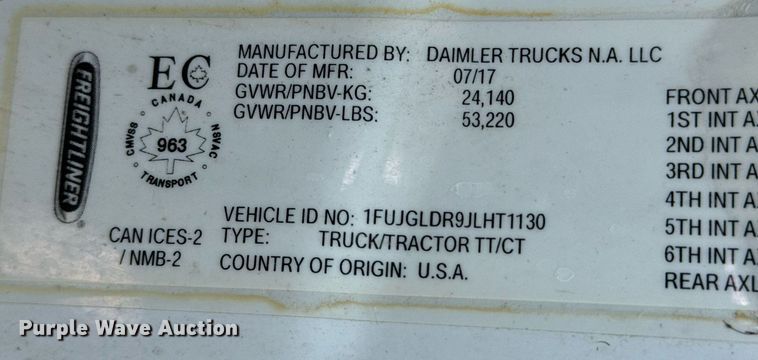 FREIGHTLINER
EC
CANADA
CMVSS
NSVAC
963
TRANSPORT
MANUFACTURED BY: DAIMLER TRUCKS N.A. LLC
DATE OF MFR: 07/17
GVWR/PNBV-KG: 24,140
GVWR/PNBV-LBS: 53,220
VEHICLE ID NO: 1FUJGLDR9JLHT1130
CAN ICES-2 TYPE: TRUCK/TRACTOR TT/CT
/ NMB-2 COUNTRY OF ORIGIN: U.S.A.
FRONT AX
1ST INT A
2ND INT A
3RD INT A
4TH INT A
5TH INT A
6TH INT A
REAR AXL
Purple Wave Auction